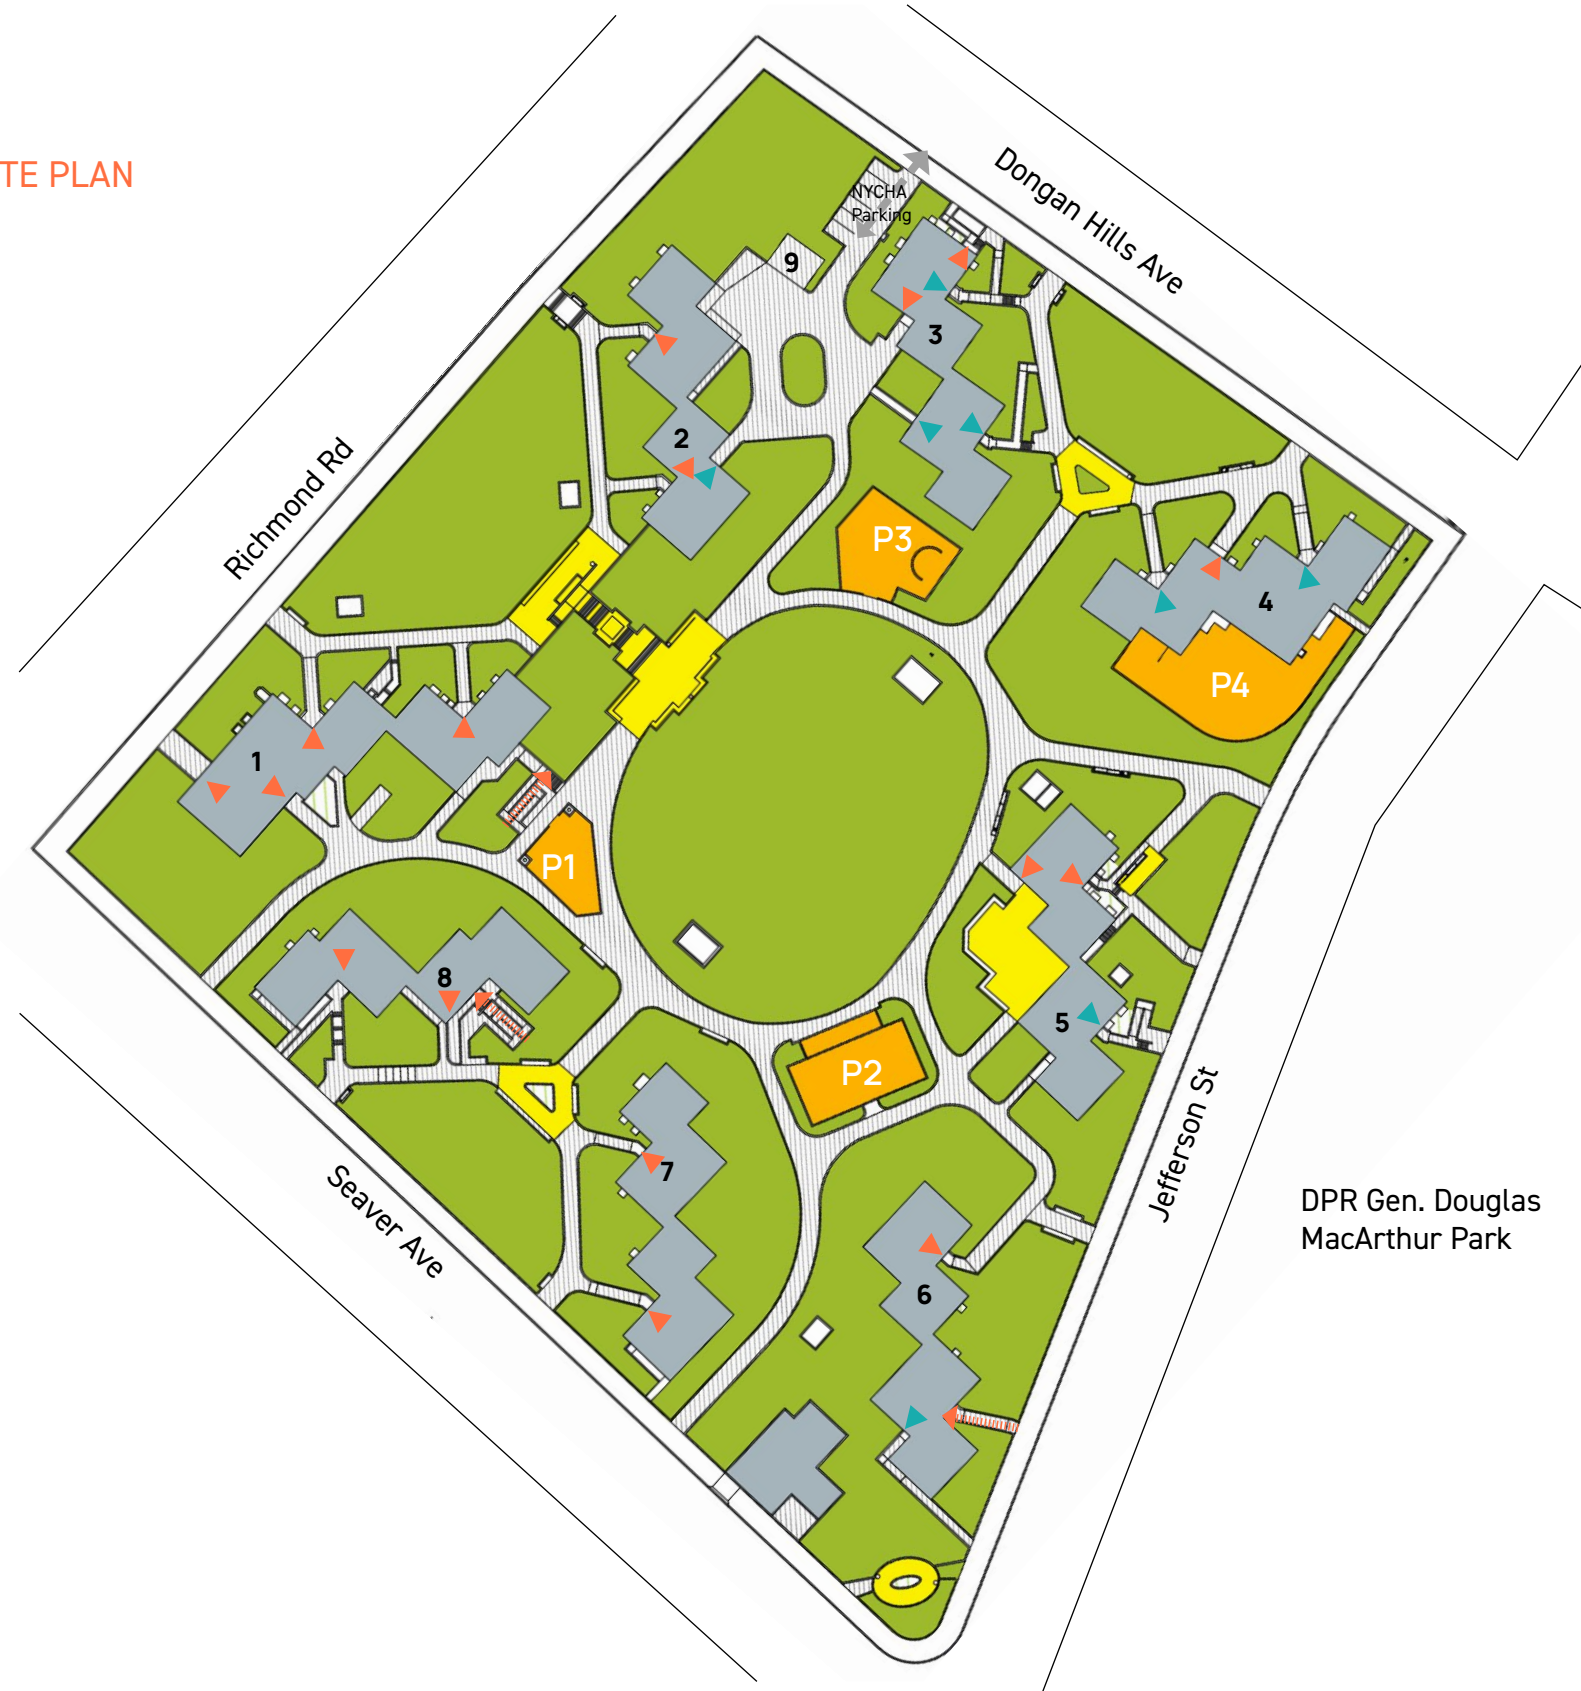 TE PLAN
Dongan Hills Ave
NYCHA
Parking
9
3
2
Richmond Rd
P3
4
P4
1
P1
8
5
P2
7
Jefferson St
Seaver Ave
DPR Gen. Douglas
MacArthur Park
6